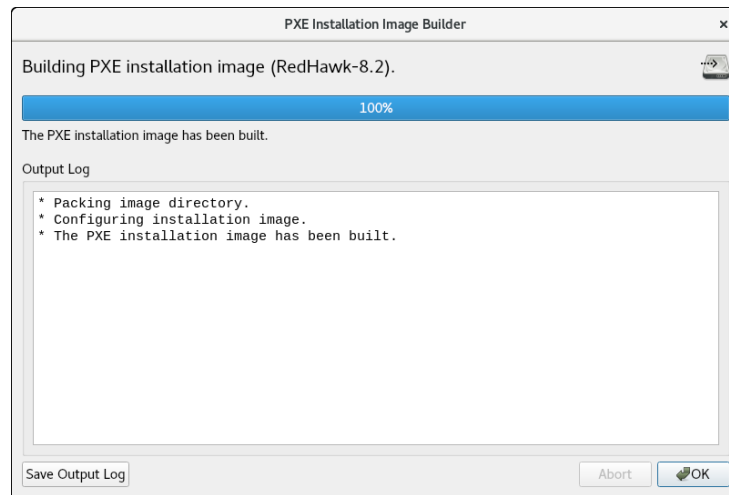 PXE Installation Image Builder
Building PXE installation image (RedHawk-8.2).
100%
The PXE installation image has been built.
Output Log
* Packing image directory.
* Configuring installation image.
* The PXE installation image has been built.
Save Output Log
Abort
OK